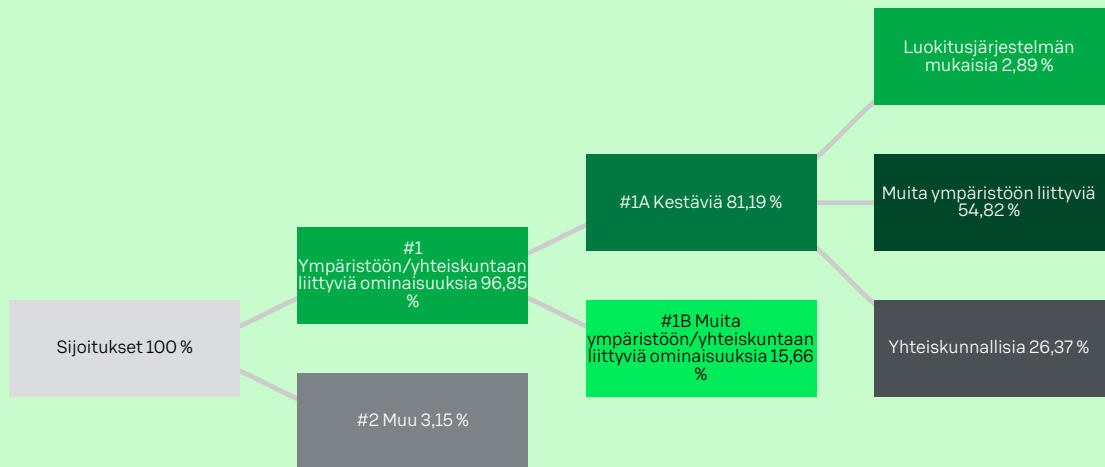 Luokitusjärjestelmän
mukaisia 2,89 %
#1A Kestäviä 81,19 %
Muita ympäristöön liittyviä
54,82 %
#1
Ympäristöön/yhteiskuntaan
liittyviä ominaisuuksia 96,85
%
Sijoitukset 100 %
#1B Muita
ympäristöön/yhteiskuntaan
liittyviä ominaisuuksia 15,66
%
Yhteiskunnallisia 26,37 %
#2 Muu 3,15 %